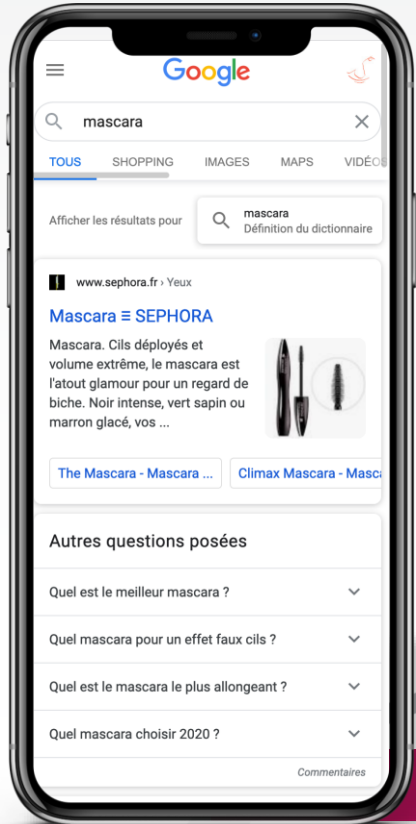 Google
mascara
TOUS SHOPPING IMAGES MAPS VIDÉOS
Afficher les résultats pour
mascara
Définition du dictionnaire
www.sephora.fr › Yeux
Mascara ≡ SEPHORA
Mascara. Cils déployés et
volume extrême, le mascara est
l'atout glamour pour un regard de
biche. Noir intense, vert sapin ou
marron glacé, vos ...
The Mascara - Mascara ... Climax Mascara - Masca
Autres questions posées
Quel est le meilleur mascara ?
Quel mascara pour un effet faux cils ?
Quel est le mascara le plus allongeant ?
Quel mascara choisir 2020 ?
Commentaires